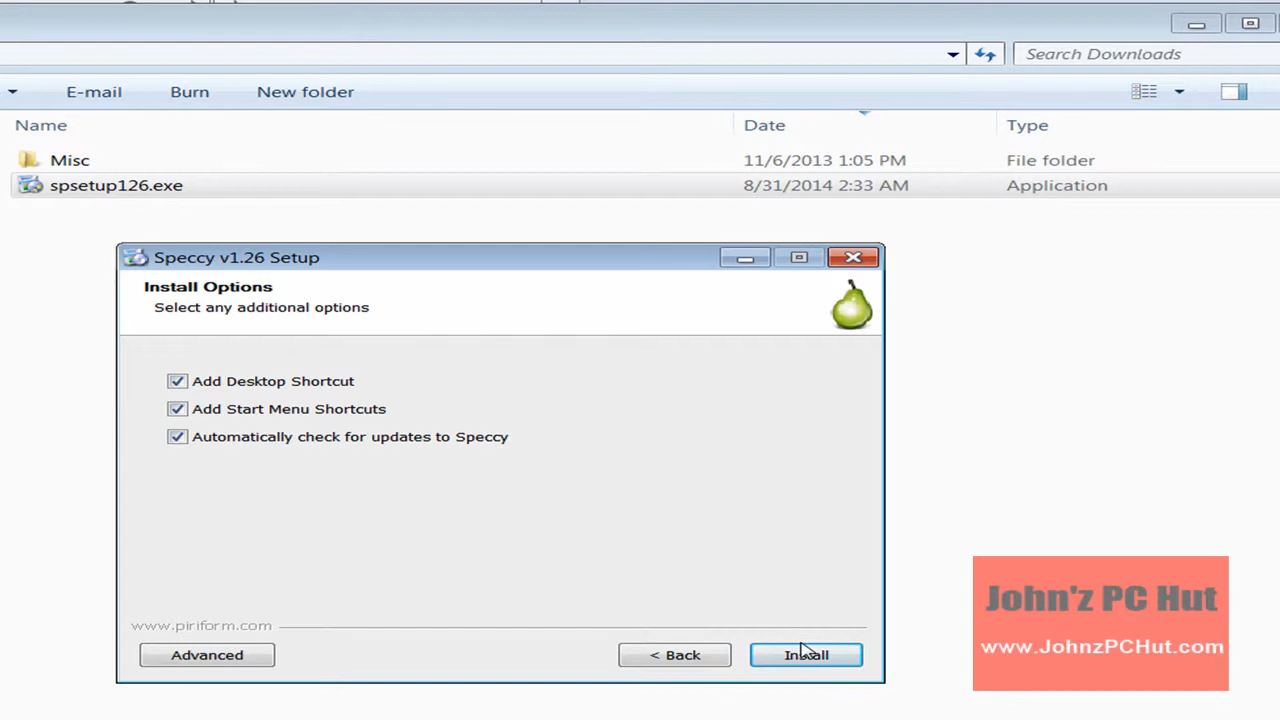 Search Downloads
E-mail Burn New folder
Name Date Type
Misc 11/6/2013 1:05 PM File folder
spsetup126.exe 8/31/2014 2:33 AM Application
Speccy v1.26 Setup
Install Options
Select any additional options
Add Desktop Shortcut
Add Start Menu Shortcuts
Automatically check for updates to Speccy
www.piriform.com
Advanced < Back Install
John'z PC Hut
www.JohnzPCHut.com